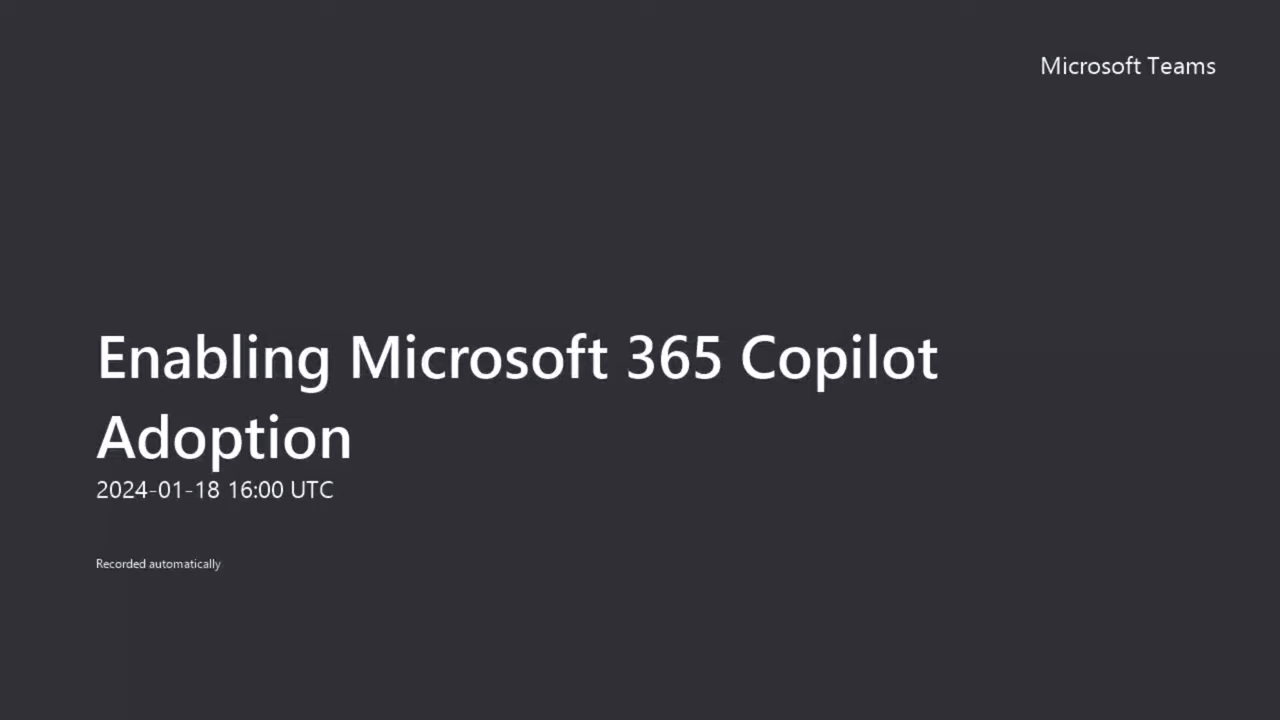 Microsoft Teams
Enabling Microsoft 365 Copilot
Adoption
2024-01-18 16:00 UTC
Recorded automatically